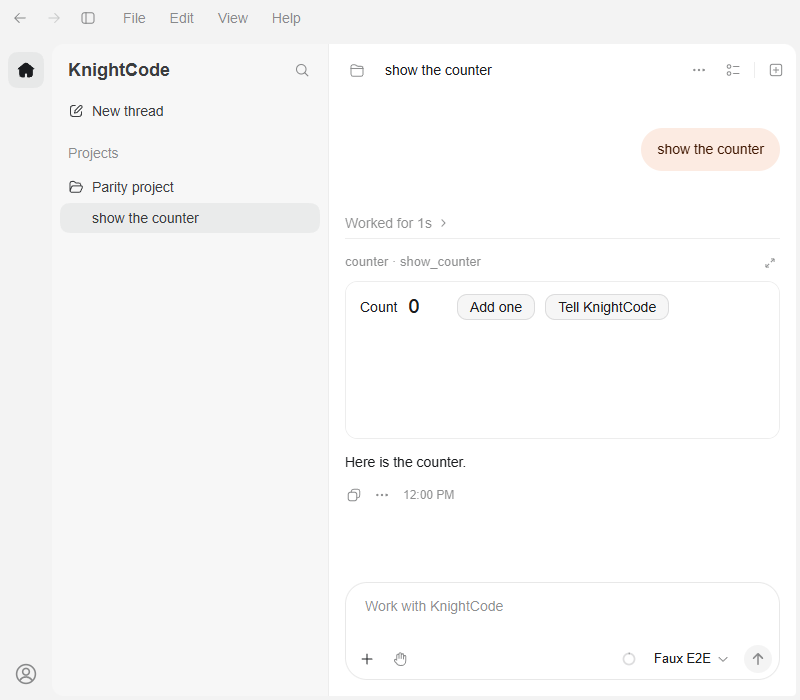 File Edit View Help
KnightCode
New thread
Projects
Parity project
show the counter
show the counter
show the counter
Worked for 1s
counter · show_counter
Count 0 Add one Tell KnightCode
Here is the counter.
12:00 PM
Work with KnightCode
Faux E2E